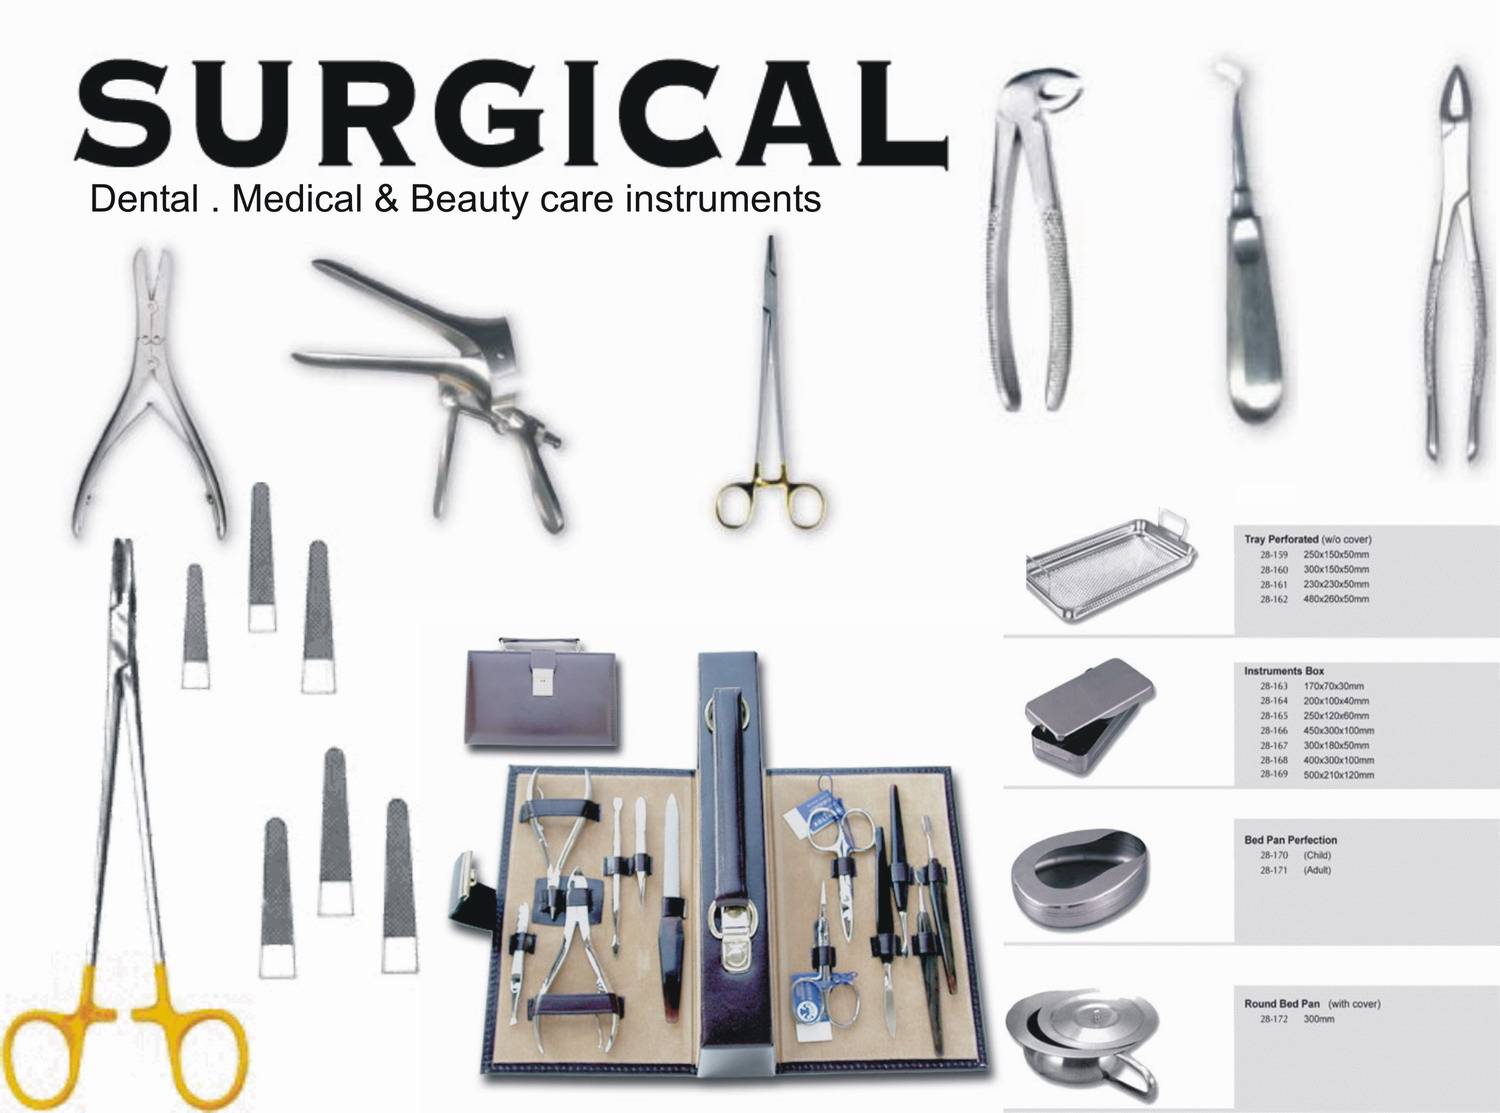 SURGICAL
Dental . Medical & Beauty care instruments
Tray Perforated (w/o cover)
28-159 250x150x50mm
28-160 300x150x50mm
28-161 230x230x50mm
28-162 480x260x50mm
Instruments Box
28-163 170x70x30mm
28-164 200x100x40mm
28-165 250x120x60mm
28-166 450x300x100mm
28-167 300x180x50mm
28-168 400x300x100mm
28-169 500x210x120mm
Bed Pan Perfection
28-170 (Child)
28-171 (Adult)
Round Bed Pan (with cover)
28-172 300mm